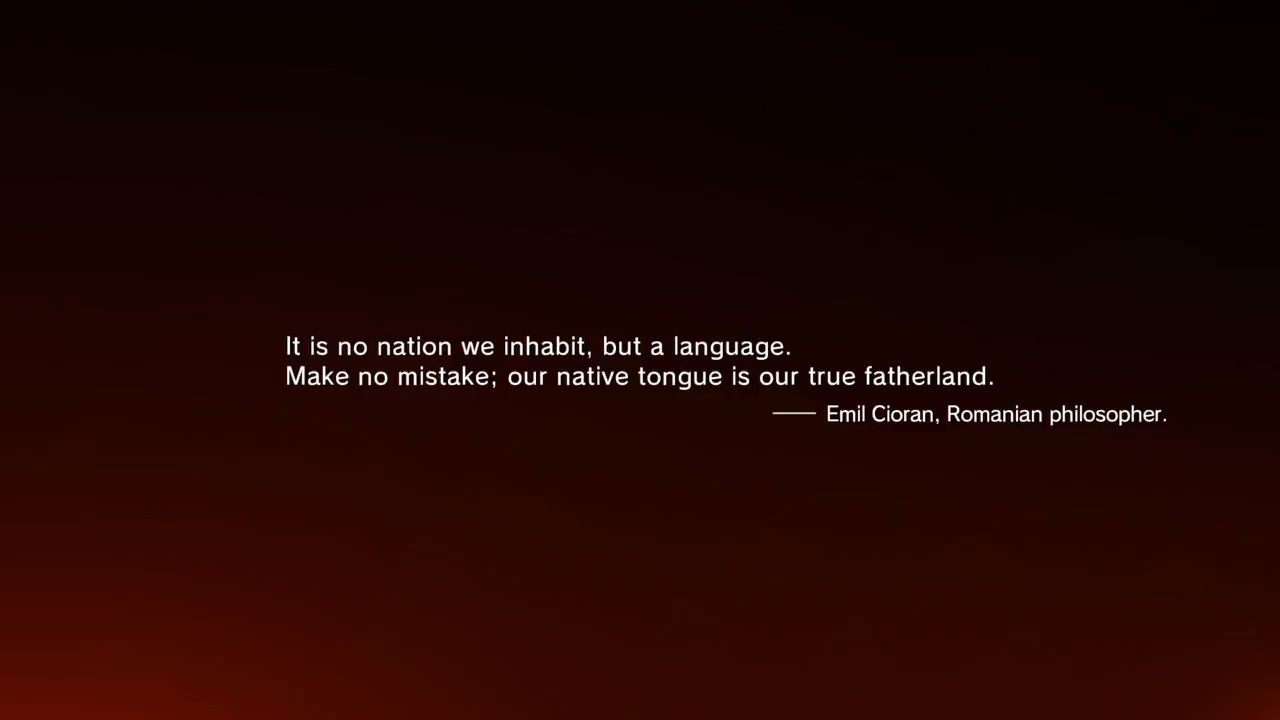 It is no nation we inhabit, but a language.
Make no mistake; our native tongue is our true fatherland.
—— Emil Cioran, Romanian philosopher.